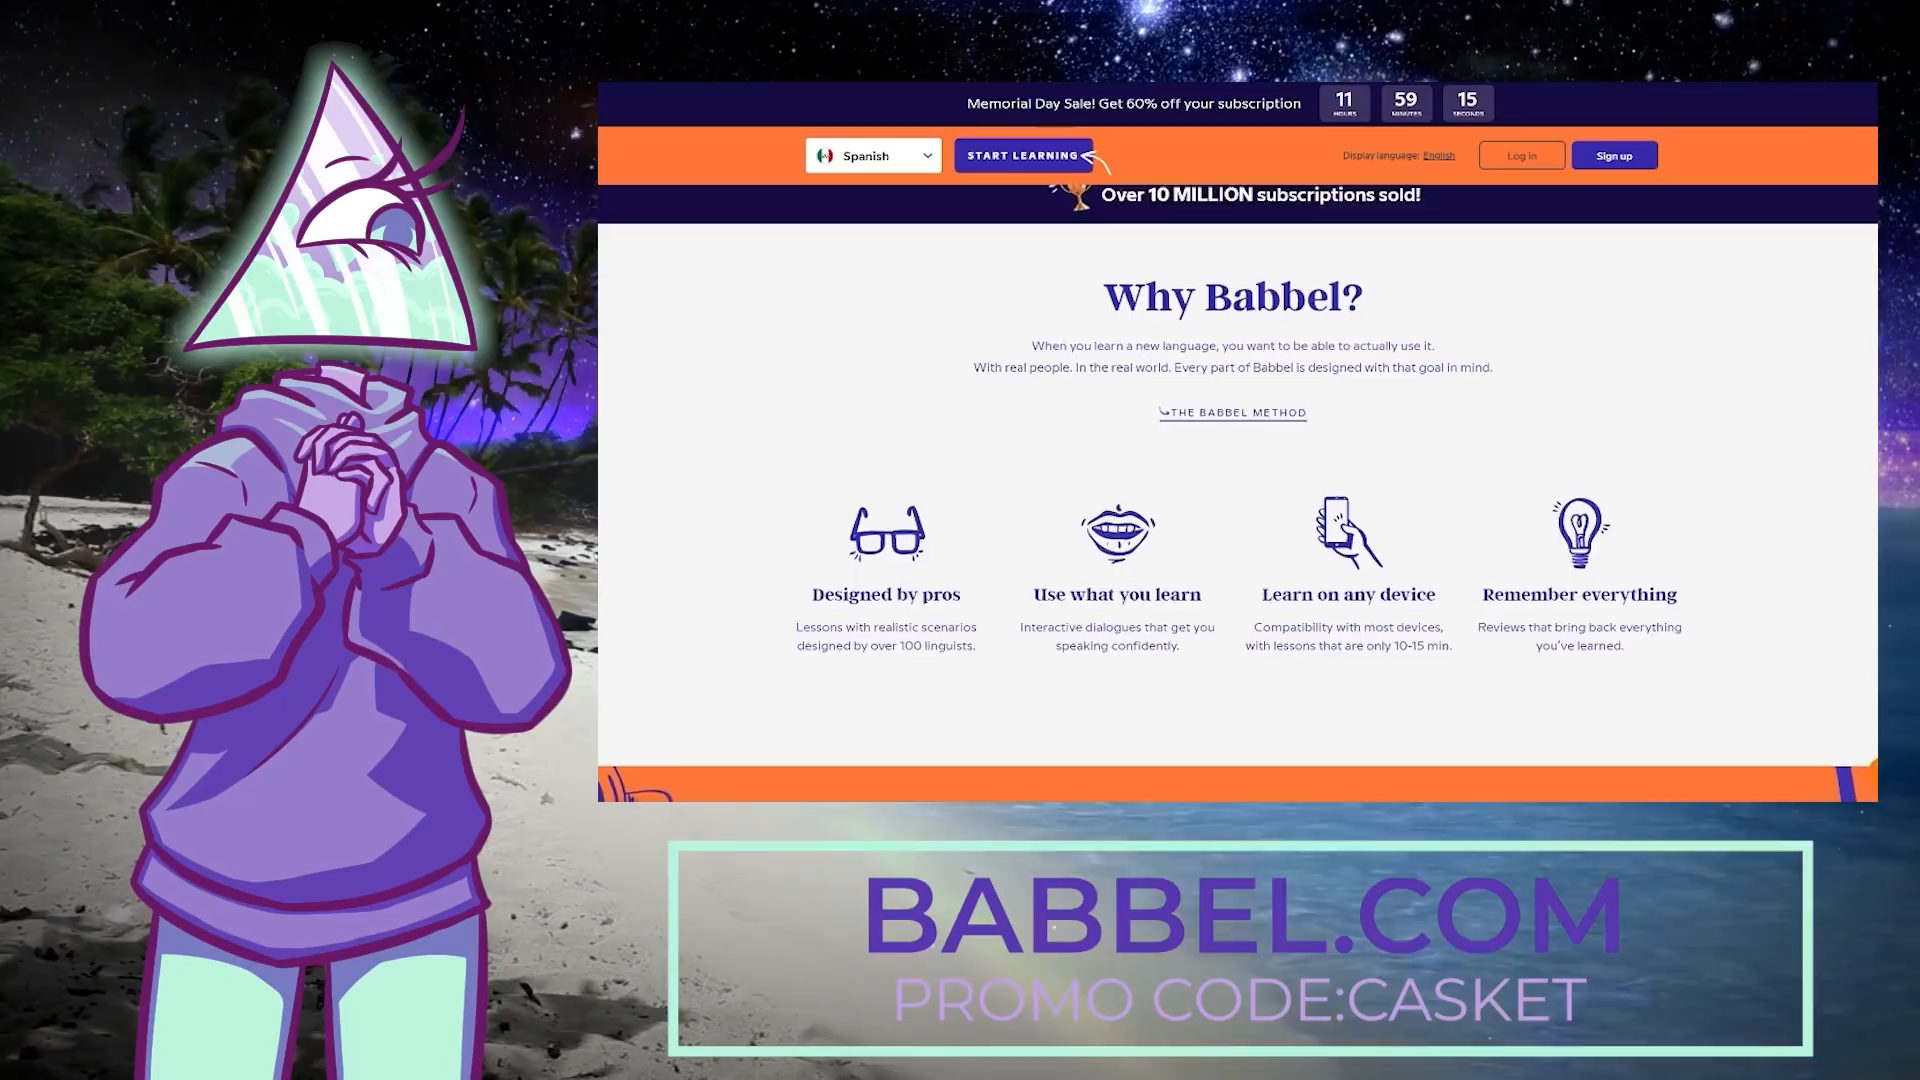 Memorial Day Sale! Get 60% off your subscription
11 59 15
HOURS MINUTES SECONDS
Spanish START LEARNING Display language: English Log in Sign up
Over 10 MILLION subscriptions sold!
Why Babbel?
When you learn a new language, you want to be able to actually use it.
With real people. In the real world. Every part of Babbel is designed with that goal in mind.
THE BABBEL METHOD
Designed by pros
Lessons with realistic scenarios
designed by over 100 linguists.
Use what you learn
Interactive dialogues that get you
speaking confidently.
Learn on any device
Compatibility with most devices,
with lessons that are only 10-15 min.
Remember everything
Reviews that bring back everything
you've learned.
BABBEL.COM
PROMO CODE:CASKET